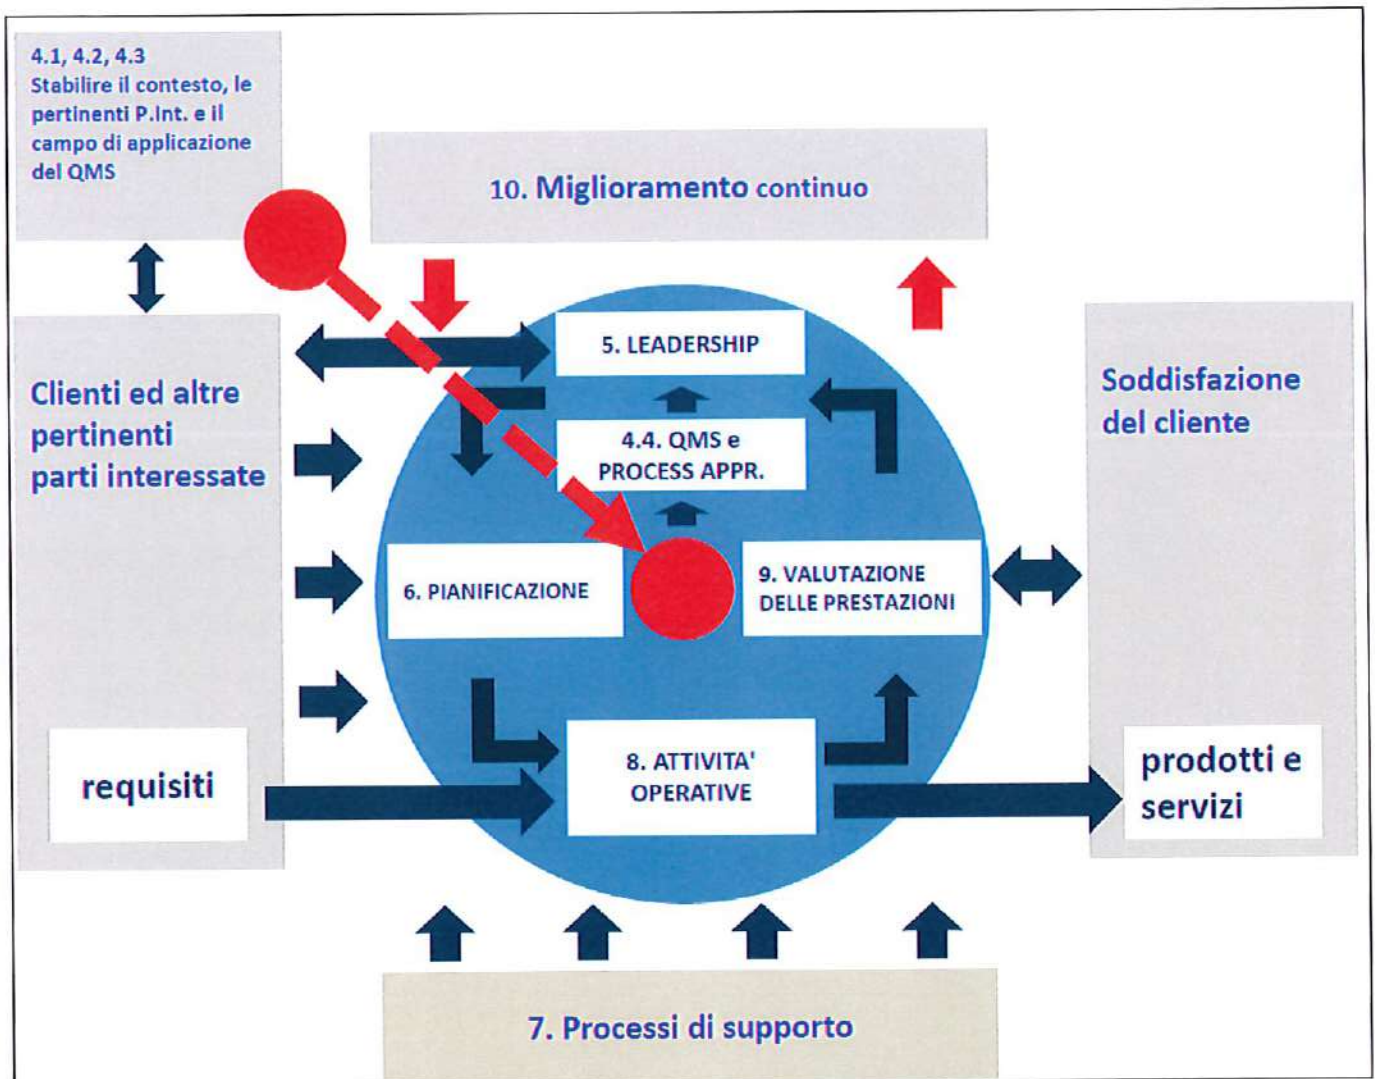 4.1, 4.2, 4.3
Stabilire il contesto, le
pertinenti P.Int. e il
campo di applicazione
del QMS
10. Miglioramento continuo
5. LEADERSHIP
Clienti ed altre
pertinenti
parti interessate
Soddisfazione
del cliente
4.4. QMS e
PROCESS APPR.
6. PIANIFICAZIONE
9. VALUTAZIONE
DELLE PRESTAZIONI
requisiti
8. ATTIVITA'
OPERATIVE
prodotti e
servizi
7. Processi di supporto